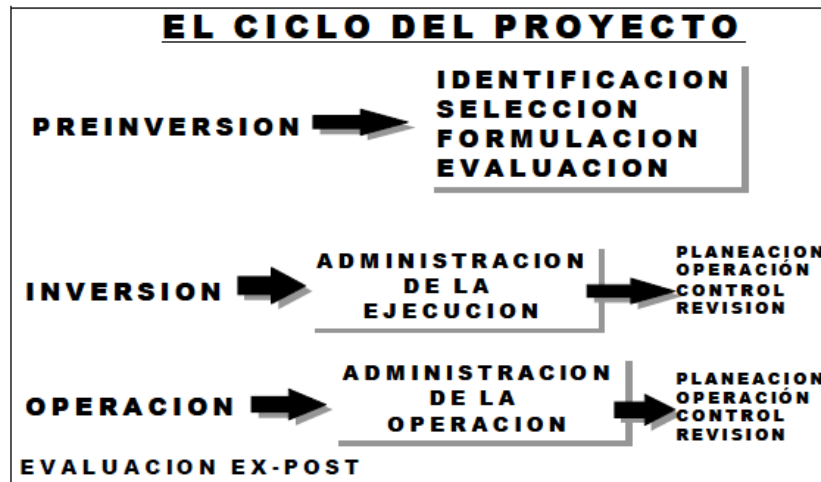 EL CICLO DEL PROYECTO
PREINVERSION
IDENTIFICACION
SELECCION
FORMULACION
EVALUACION
INVERSION
ADMINISTRACION
DE LA
EJECUCION
PLANEACION
OPERACIÓN
CONTROL
REVISION
OPERACION
ADMINISTRACION
DE LA
OPERACION
PLANEACION
OPERACIÓN
CONTROL
REVISION
EVALUACION EX-POST